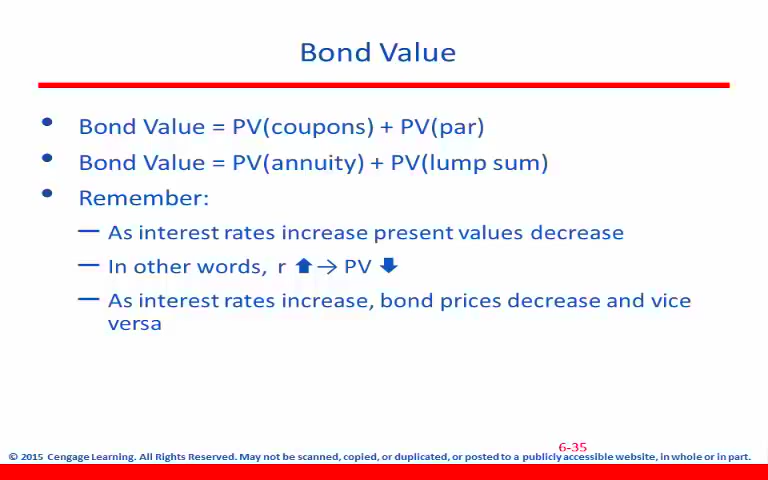 Bond Value
• Bond Value = PV(coupons) + PV(par)
• Bond Value = PV(annuity) + PV(lump sum)
• Remember:
— As interest rates increase present values decrease
— In other words, r ⬆ → PV ⬇
— As interest rates increase, bond prices decrease and vice
versa
6-35
© 2015 Cengage Learning. All Rights Reserved. May not be scanned, copied, or duplicated, or posted to a publicly accessible website, in whole or in part.